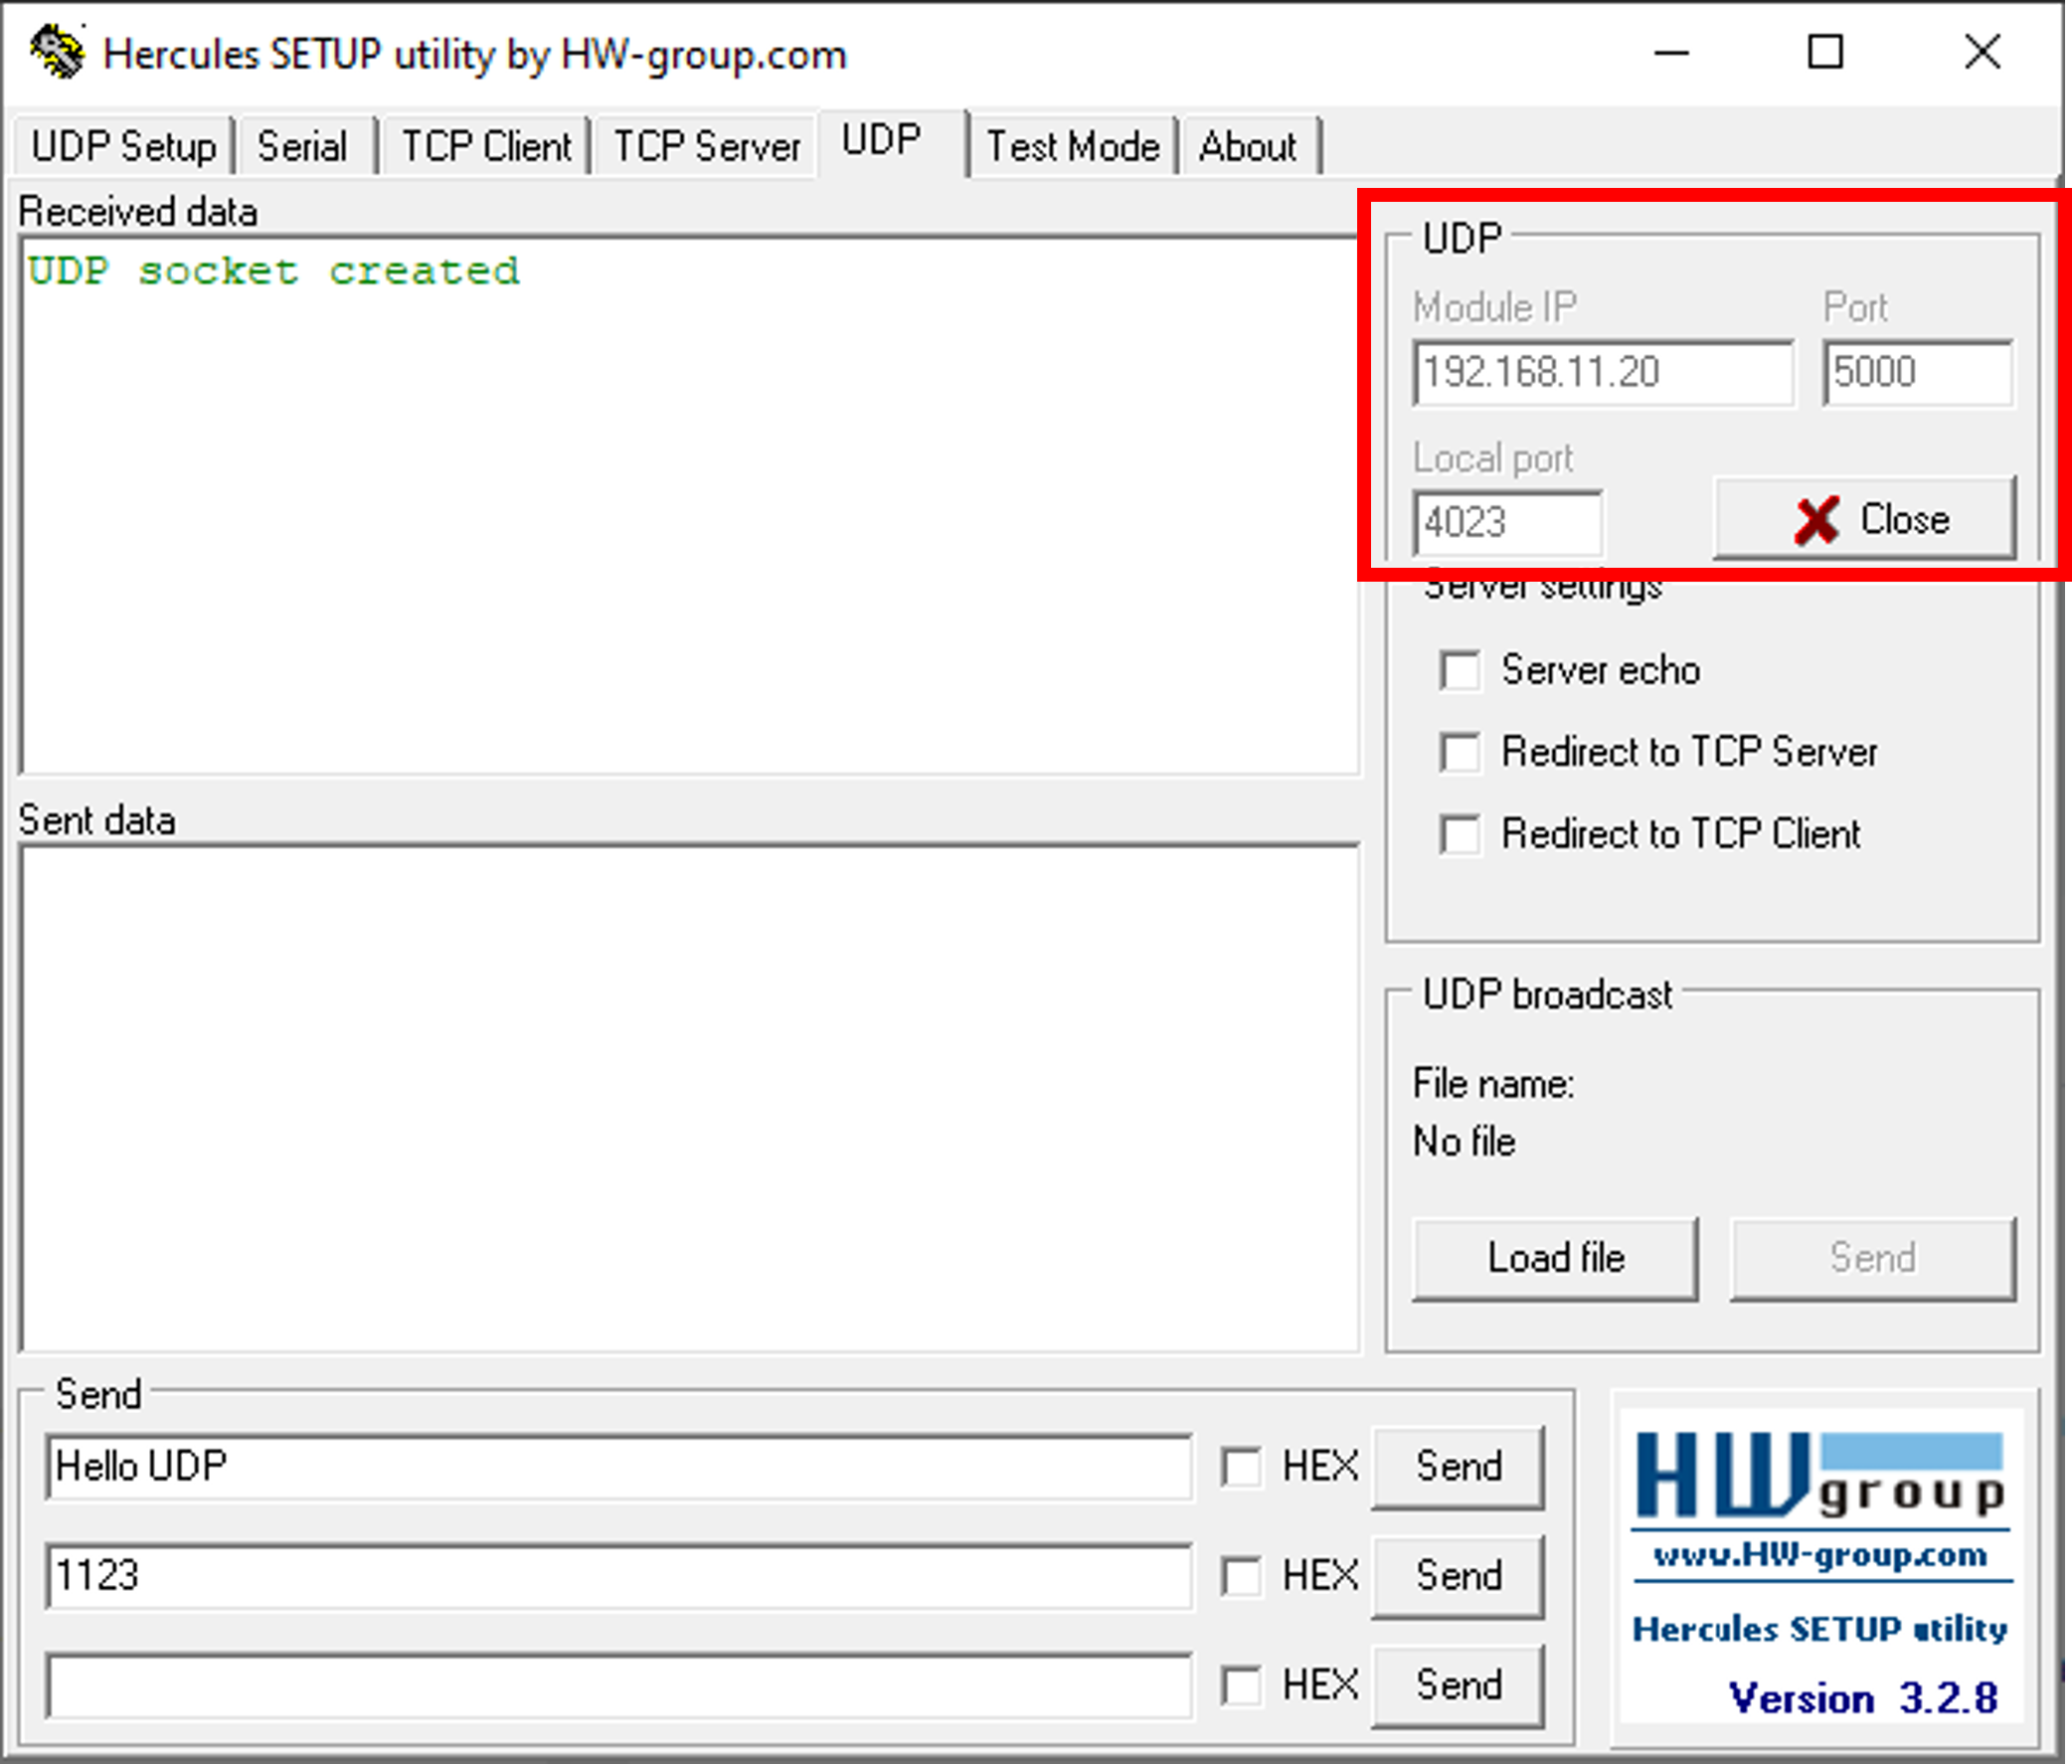 Hercules SETUP utility by HW-group.com
UDP Setup Serial TCP Client TCP Server UDP Test Mode About
Received data
UDP socket created
UDP
Module IP Port
192.168.11.20 5000
Local port
4023 Close
Server settings
Server echo
Redirect to TCP Server
Redirect to TCP Client
Sent data
UDP broadcast
File name:
No file
Load file Send
Send
Hello UDP HEX Send
1123 HEX Send
HEX Send
HW group
www.HW-group.com
Hercules SETUP utility
Version 3.2.8